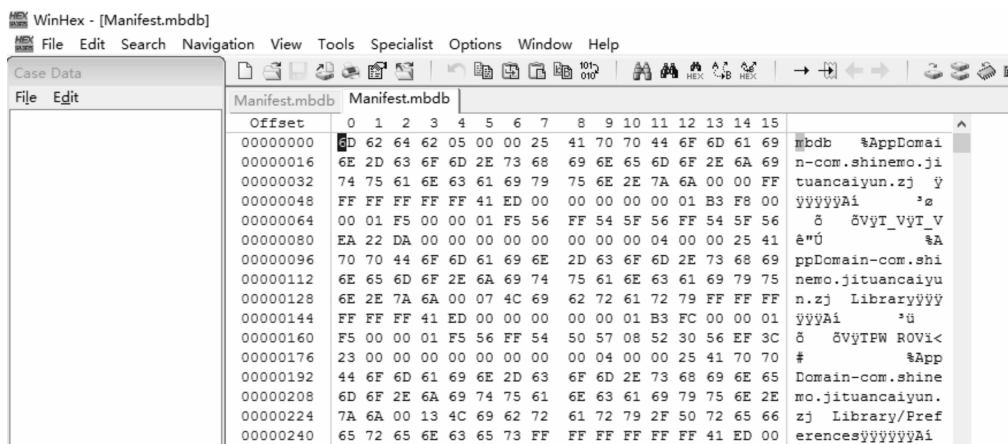 WinHex - [Manifest.mbdb]
File Edit Search Navigation View Tools Specialist Options Window Help
Case Data
File Edit
Manifest.mbdb Manifest.mbdb
Offset 0 1 2 3 4 5 6 7 8 9 10 11 12 13 14 15
00000000 6D 62 64 62 05 00 00 25 41 70 70 44 6F 6D 61 69 mbdb %AppDomai
00000016 6E 2D 63 6F 6D 2E 73 68 69 6E 65 6D 6F 2E 6A 69 n-com.shinemo.ji
00000032 74 75 61 6E 63 61 69 79 75 6E 2E 7A 6A 00 00 FF tuancaiyun.zj ÿ
00000048 FF FF FF FF FF 41 ED 00 00 00 00 00 01 B3 F8 00 ÿÿÿÿÿAí ³ø
00000064 00 01 F5 00 00 01 F5 56 FF 54 5F 56 FF 54 5F 56 õ õVÿT_VÿT_V
00000080 EA 22 DA 00 00 00 00 00 00 00 00 04 00 00 25 41 ê"Ú %A
00000096 70 70 44 6F 6D 61 69 6E 2D 63 6F 6D 2E 73 68 69 ppDomain-com.shi
00000112 6E 65 6D 6F 2E 6A 69 74 75 61 6E 63 61 69 79 75 nemo.jituancaiyu
00000128 6E 2E 7A 6A 00 07 4C 69 62 72 61 72 79 FF FF FF n.zj Libraryÿÿÿ
00000144 FF FF FF 41 ED 00 00 00 00 00 01 B3 FC 00 00 01 ÿÿÿAí ³ü
00000160 F5 00 00 01 F5 56 FF 54 50 57 08 52 30 56 EF 3C õ õVÿTPW R0Vï<
00000176 23 00 00 00 00 00 00 00 00 04 00 00 25 41 70 70 # %App
00000192 44 6F 6D 61 69 6E 2D 63 6F 6D 2E 73 68 69 6E 65 Domain-com.shine
00000208 6D 6F 2E 6A 69 74 75 61 6E 63 61 69 79 75 6E 2E mo.jituancaiyun.
00000224 7A 6A 00 13 4C 69 62 72 61 72 79 2F 50 72 65 66 zj Library/Pref
00000240 65 72 65 6E 63 65 73 FF FF FF FF FF FF 41 ED 00 erencesÿÿÿÿÿÿAí